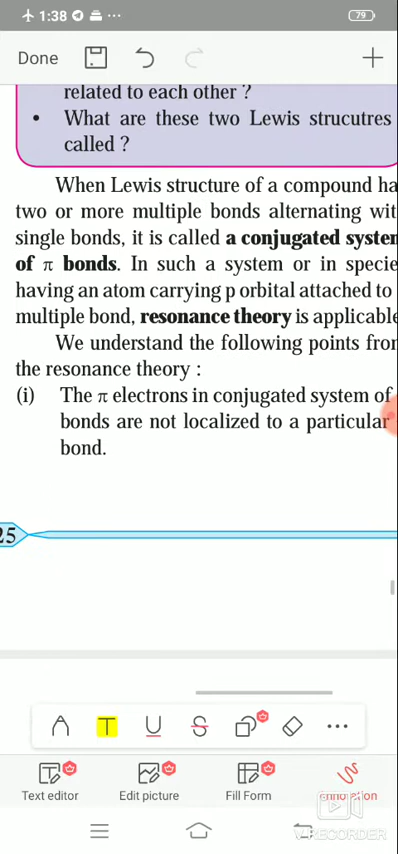 1:38
79
Done
related to each other ?
• What are these two Lewis strucutres
called ?
When Lewis structure of a compound ha
two or more multiple bonds alternating wit
single bonds, it is called a conjugated system
of π bonds. In such a system or in specie
having an atom carrying p orbital attached to
multiple bond, resonance theory is applicable
We understand the following points from
the resonance theory :
(i) The π electrons in conjugated system of
bonds are not localized to a particular
bond.
25
T U S
Text editor Edit picture Fill Form Annotation
V RECORDER